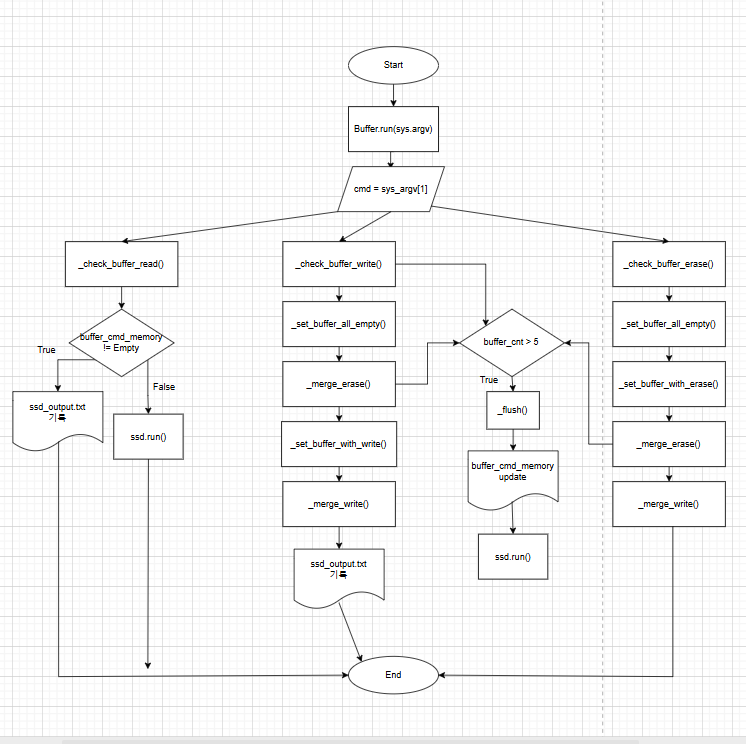 Start
Buffer.run(sys.argv)
cmd = sys_argv[1]
_check_buffer_read()
_check_buffer_write()
_check_buffer_erase()
buffer_cmd_memory
!= Empty
True
False
ssd_output.txt
기록
ssd.run()
_set_buffer_all_empty()
_merge_erase()
_set_buffer_with_write()
_merge_write()
ssd_output.txt
기록
buffer_cnt > 5
True
_flush()
buffer_cmd_memory
update
ssd.run()
_set_buffer_all_empty()
_set_buffer_with_erase()
_merge_erase()
_merge_write()
End